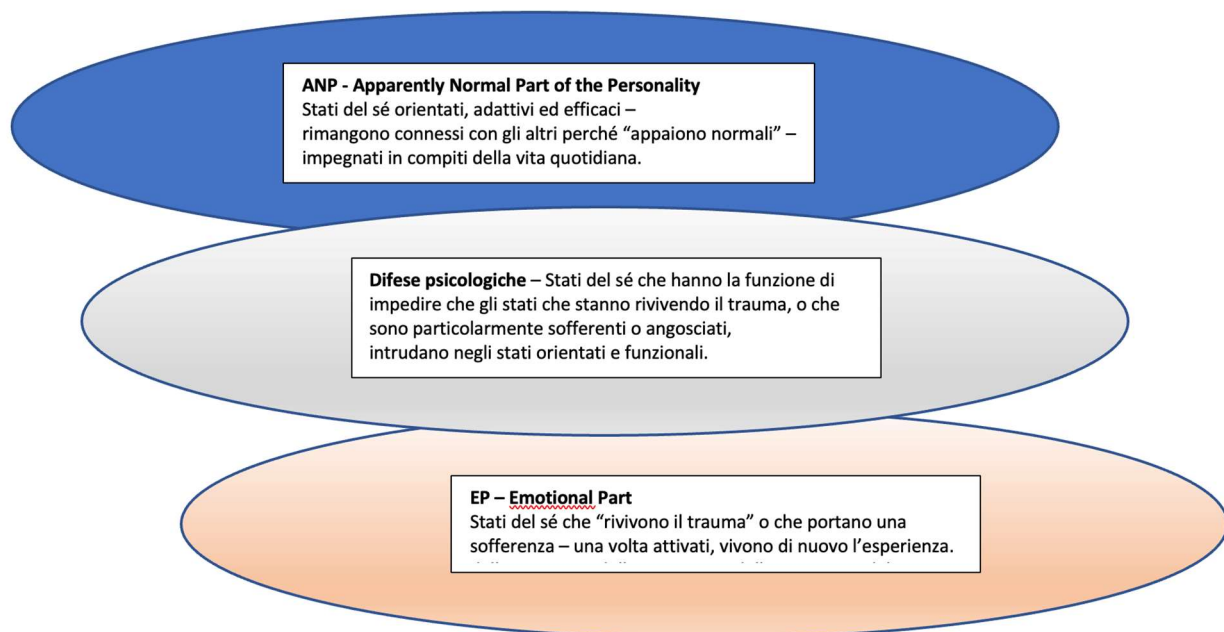 ANP - Apparently Normal Part of the Personality
Stati del sé orientati, adattivi ed efficaci –
rimangono connessi con gli altri perché “appaiono normali” –
impegnati in compiti della vita quotidiana.
Difese psicologiche – Stati del sé che hanno la funzione di
impedire che gli stati che stanno rivivendo il trauma, o che
sono particolarmente sofferenti o angosciati,
intrudano negli stati orientati e funzionali.
EP – Emotional Part
Stati del sé che “rivivono il trauma” o che portano una
sofferenza – una volta attivati, vivono di nuovo l’esperienza.